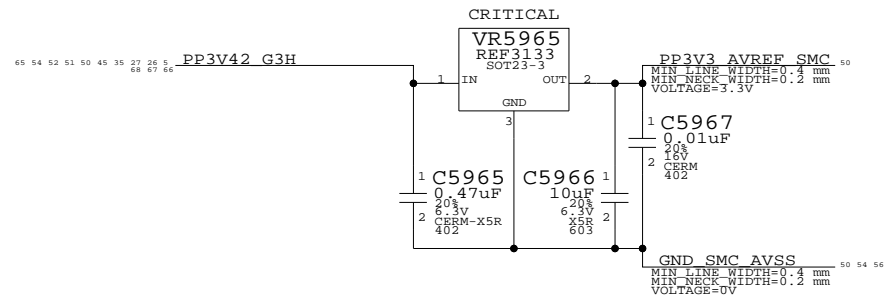 CRITICAL
VR5965
REF3133
SOT23-3
65 54 52 51 50 45 35 27 26 5
68 67 66
PP3V42_G3H
PP3V3_AVREF_SMC
50
MIN_LINE_WIDTH=0.4 mm
MIN_NECK_WIDTH=0.2 mm
VOLTAGE=3.3V
1
IN
OUT
2
GND
3
1
C5967
0.01uF
20%
16V
CERM
402
2
1
C5965
0.47uF
20%
6.3V
CERM-X5R
402
2
C5966
10uF
20%
6.3V
X5R
603
1
2
GND_SMC_AVSS
50 54 56
MIN_LINE_WIDTH=0.4 mm
MIN_NECK_WIDTH=0.2 mm
VOLTAGE=0V